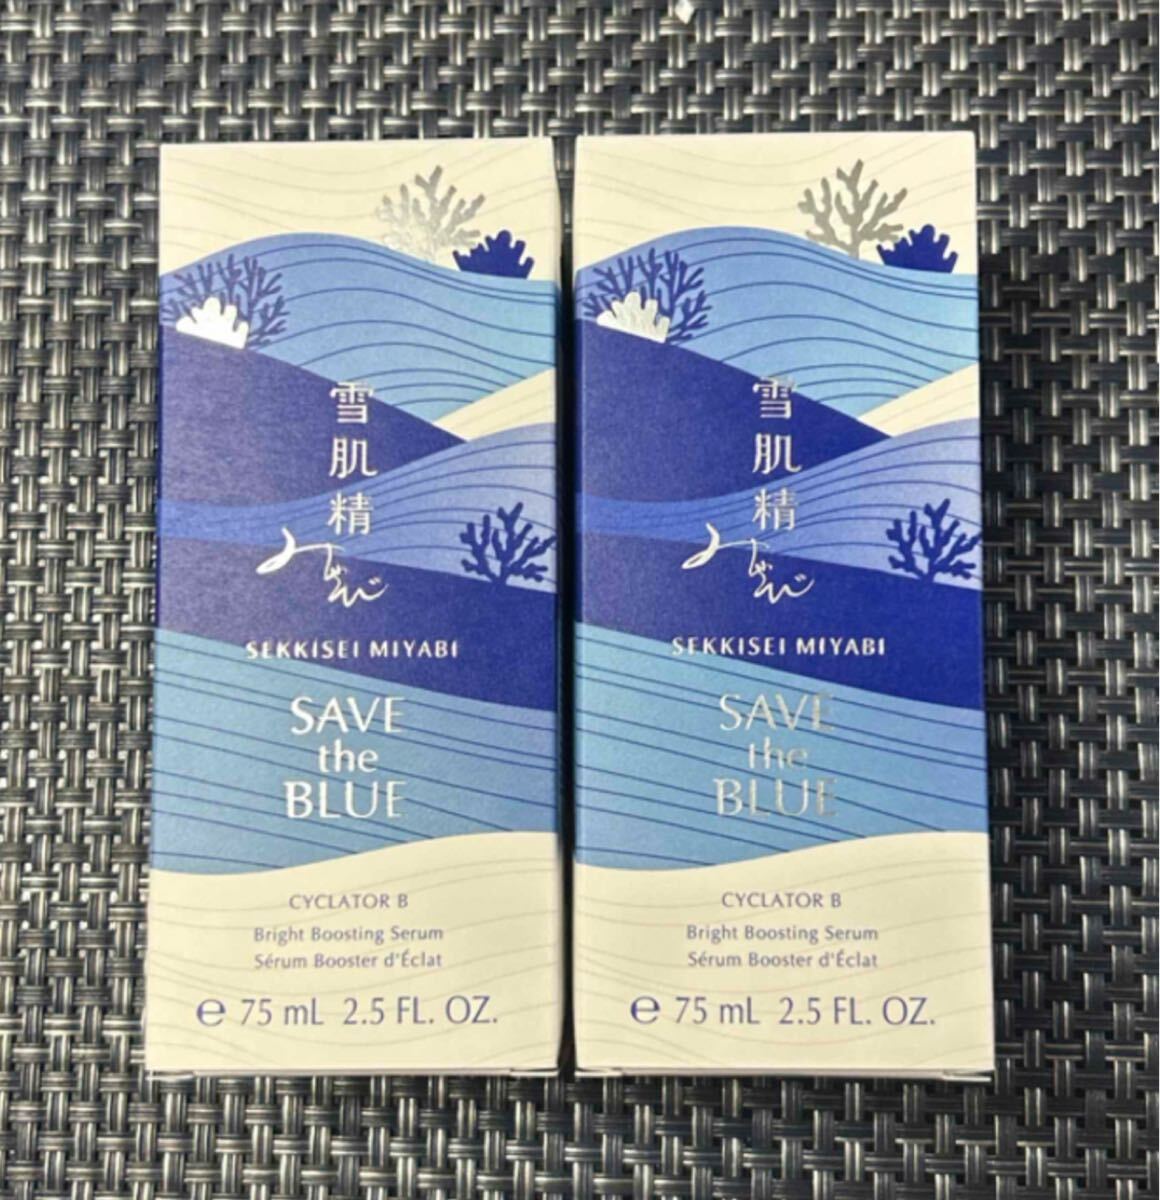 雪肌精
みやび
SEKKISEI MIYABI
SAVE
the
BLUE
CYCLATOR B
Bright Boosting Serum
Sérum Booster d'Éclat
℮ 75 mL 2.5 FL. OZ.
雪肌精
みやび
SEKKISEI MIYABI
SAVE
the
BLUE
CYCLATOR B
Bright Boosting Serum
Sérum Booster d'Éclat
℮ 75 mL 2.5 FL. OZ.